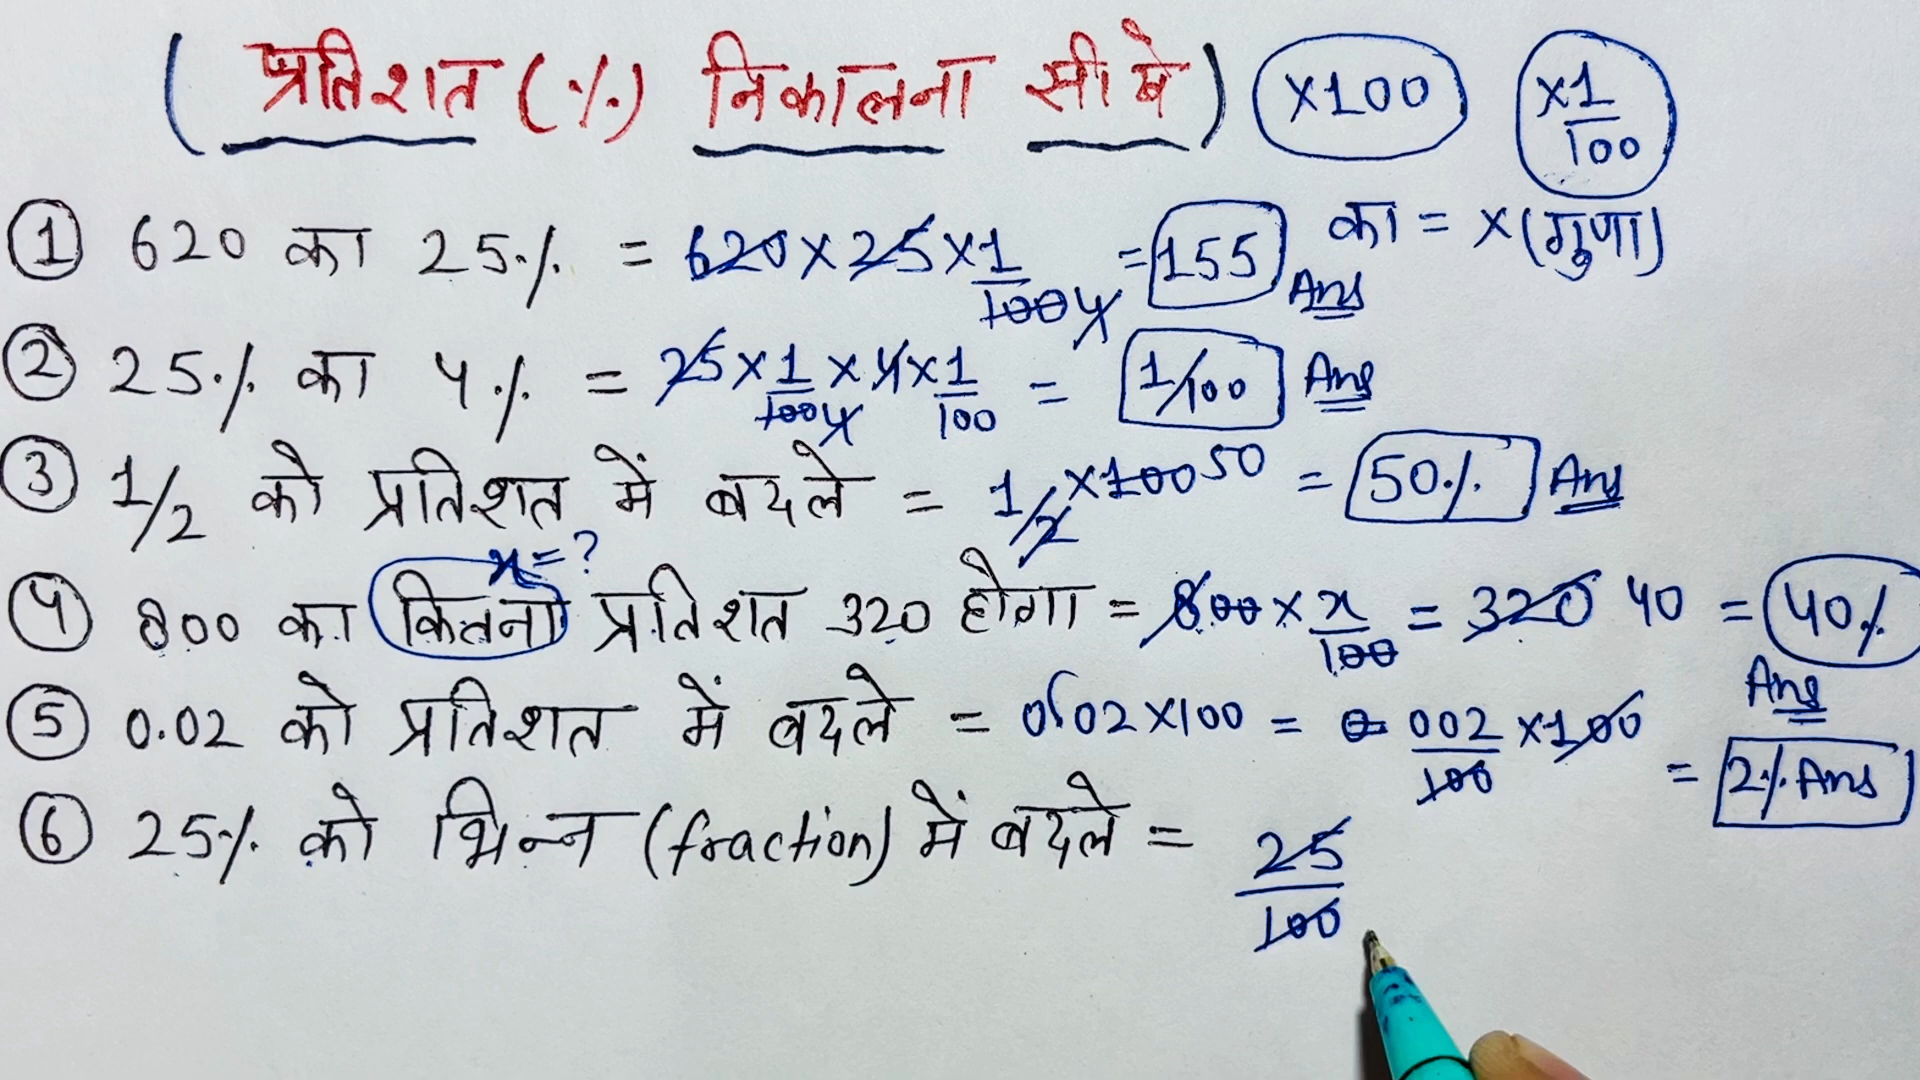 ( प्रतिशत (%) निकालना सीखे ) ×100 ×1/100
① 620 का 25% = 620×25×1/100 4 = 155 Ans का = ×(गुणा)
② 25% का 4% = 25×1/100 4 ×4×1/100 = 1/100 Ans
③ 1/2 को प्रतिशत में बदले = 1/2×100 50 = 50% Ans
x=?
④ 800 का कितना प्रतिशत 320 होगा = 800×x/100 = 320 40 = 40% Ans
⑤ 0.02 को प्रतिशत में बदले = 0.02×100 = 002/100×100 = 2% Ans
⑥ 25% को भिन्न (fraction) में बदले = 25/100